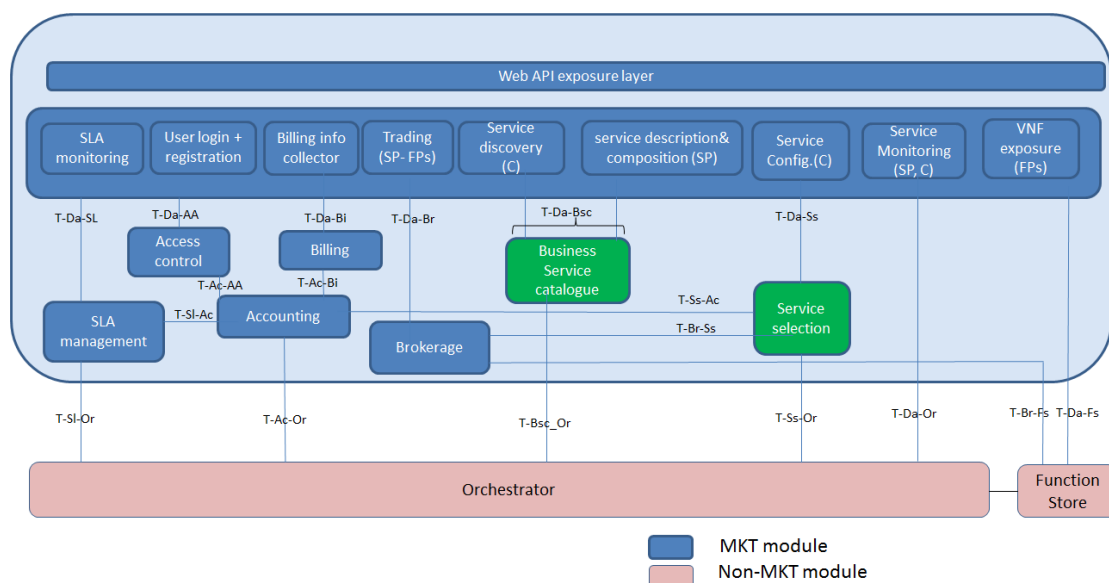 Web API exposure layer
SLA
monitoring
User login +
registration
Billing info
collector
Trading
(SP- FPs)
Service
discovery
(C)
service description&
composition (SP)
Service
Config.(C)
Service
Monitoring
(SP, C)
VNF
exposure
(FPs)
T-Da-SL
T-Da-AA
T-Da-Bi
T-Da-Br
T-Da-Bsc
T-Da-Ss
Access
control
Billing
Business
Service
catalogue
T-Ac-AA
T-Ac-Bi
T-Ss-Ac
SLA
management
T-Sl-Ac
Accounting
Brokerage
T-Br-Ss
Service
selection
T-Sl-Or
T-Ac-Or
T-Bsc_Or
T-Ss-Or
T-Da-Or
T-Br-Fs
T-Da-Fs
Orchestrator
Function
Store
MKT module
Non-MKT module